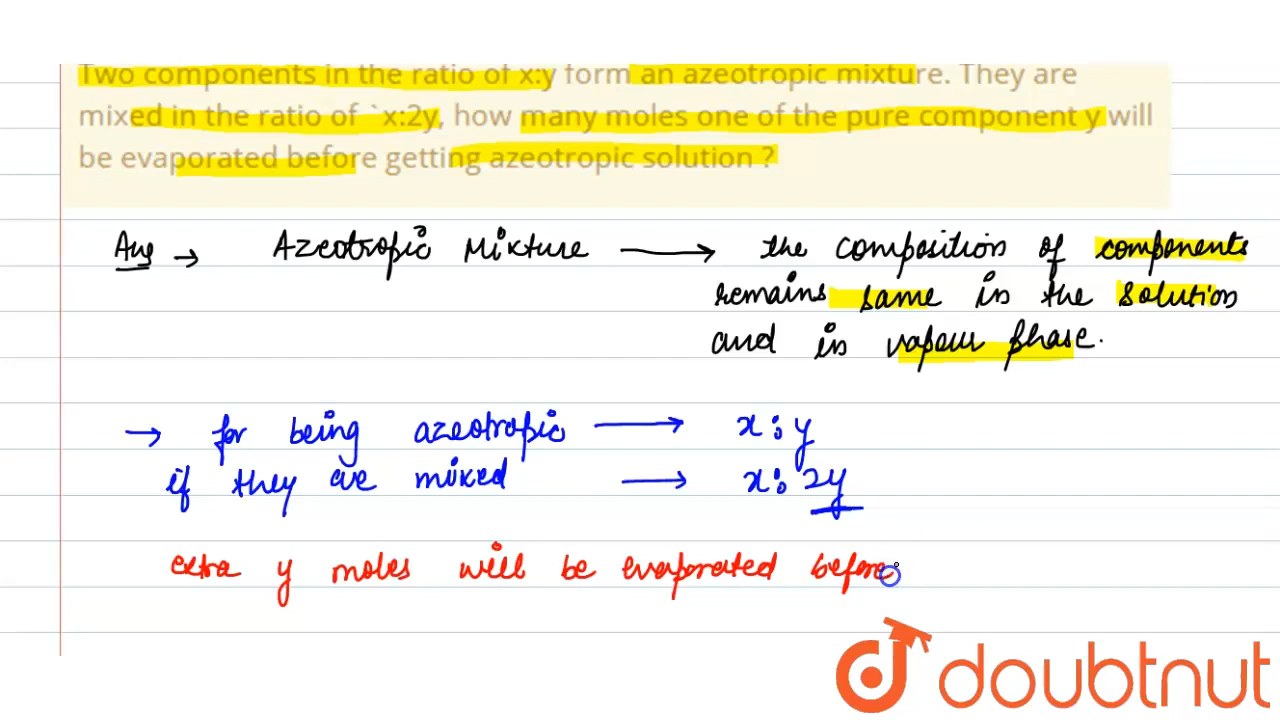 Two components in the ratio of x:y form an azeotropic mixture. They are
mixed in the ratio of `x:2y, how many moles one of the pure component y will
be evaporated before getting azeotropic solution ?
Ans → Azeotropic Mixture → the composition of components
remains same in the solution
and in vapour phase.
→ for being azeotropic → x:y
if they are mixed → x:2y
extra y moles will be evaporated before
doubtnut